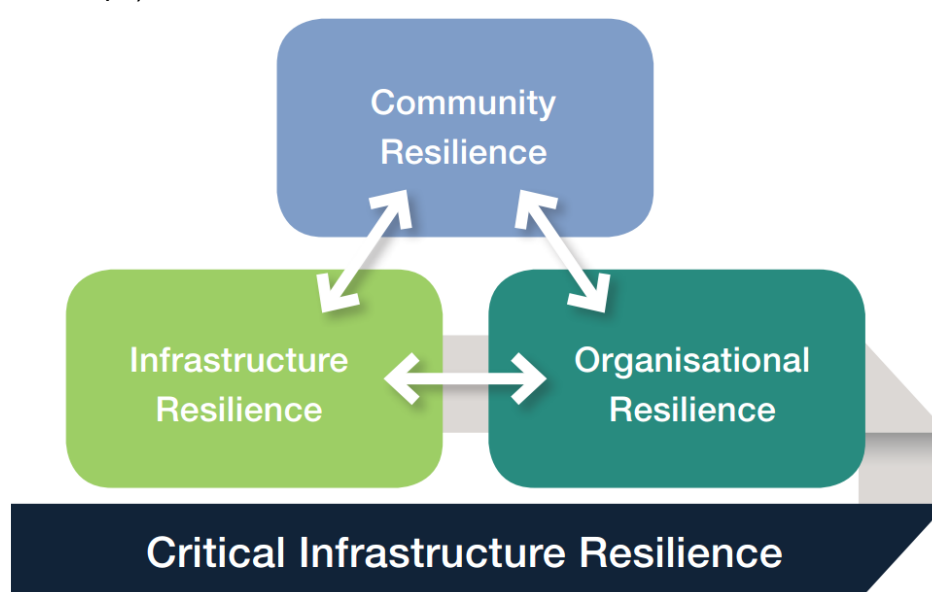 Community
Resilience
Infrastructure
Resilience
Organisational
Resilience
Critical Infrastructure Resilience